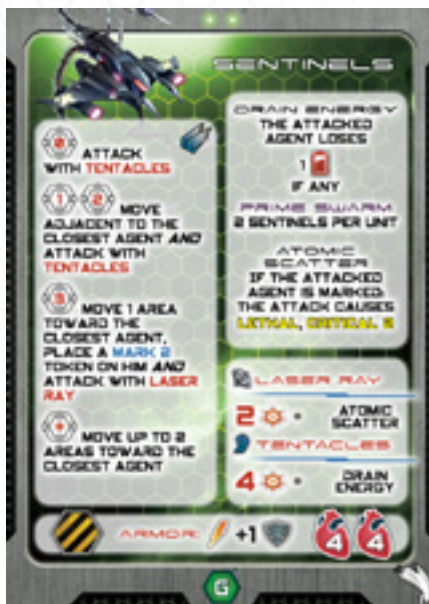 SENTINELS
0 ATTACK
WITH TENTACLES
1 2 MOVE
ADJACENT TO THE
CLOSEST AGENT AND
ATTACK WITH
TENTACLES
3 MOVE 1 AREA
TOWARD THE
CLOSEST AGENT,
PLACE A MARK 2
TOKEN ON HIM AND
ATTACK WITH LASER
RAY
+ MOVE UP TO 2
AREAS TOWARD THE
CLOSEST AGENT
DRAIN ENERGY
THE ATTACKED
AGENT LOSES
1
IF ANY
PRIME SWARM
2 SENTINELS PER UNIT
ATOMIC
SCATTER
IF THE ATTACKED
AGENT IS MARKED:
THE ATTACK CAUSES
LETHAL, CRITICAL 2
LASER RAY
2 • ATOMIC
SCATTER
TENTACLES
4 • DRAIN
ENERGY
ARMOR: +1 4 4
G